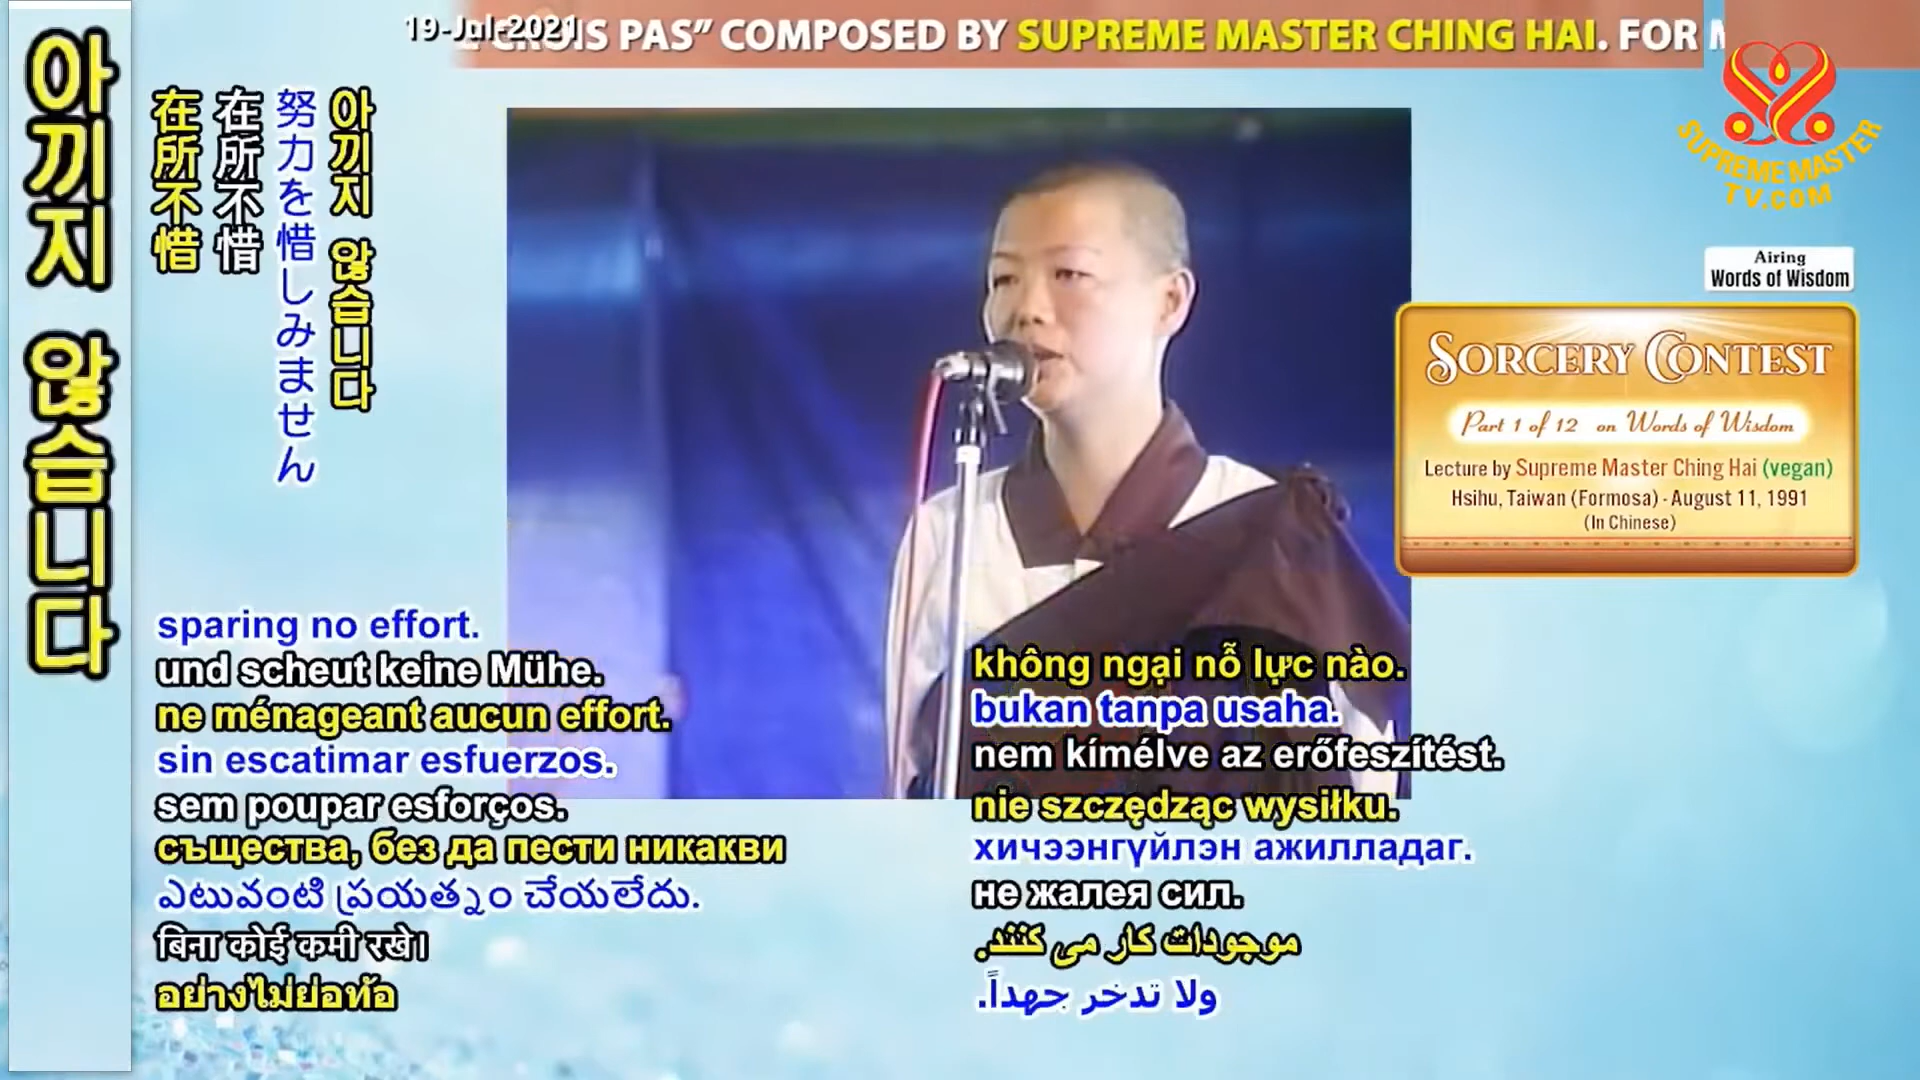 19-Jul-2021
CROIS PAS” COMPOSED BY SUPREME MASTER CHING HAI. FOR
SUPREME MASTER
TV.COM
아끼지 않습니다
在所不惜
在所不惜
努力を惜しみません
아끼지 않습니다
Airing
Words of Wisdom
SORCERY CONTEST
Part 1 of 12 on Words of Wisdom
Lecture by Supreme Master Ching Hai (vegan)
Hsihu, Taiwan (Formosa) - August 11, 1991
(In Chinese)
sparing no effort.
und scheut keine Mühe.
ne ménageant aucun effort.
sin escatimar esfuerzos.
sem poupar esforços.
същества, без да пести никакви
ఎటువంటి ప్రయత్నం చేయలేదు.
बिना कोई कमी रखे।
อย่างไม่ย่อท้อ
không ngại nỗ lực nào.
bukan tanpa usaha.
nem kímélve az erőfeszítést.
nie szczędząc wysiłku.
хичээнгүйлэн ажилладаг.
не жалея сил.
موجودات کار می کنند.
ولا تدخر جهداً.